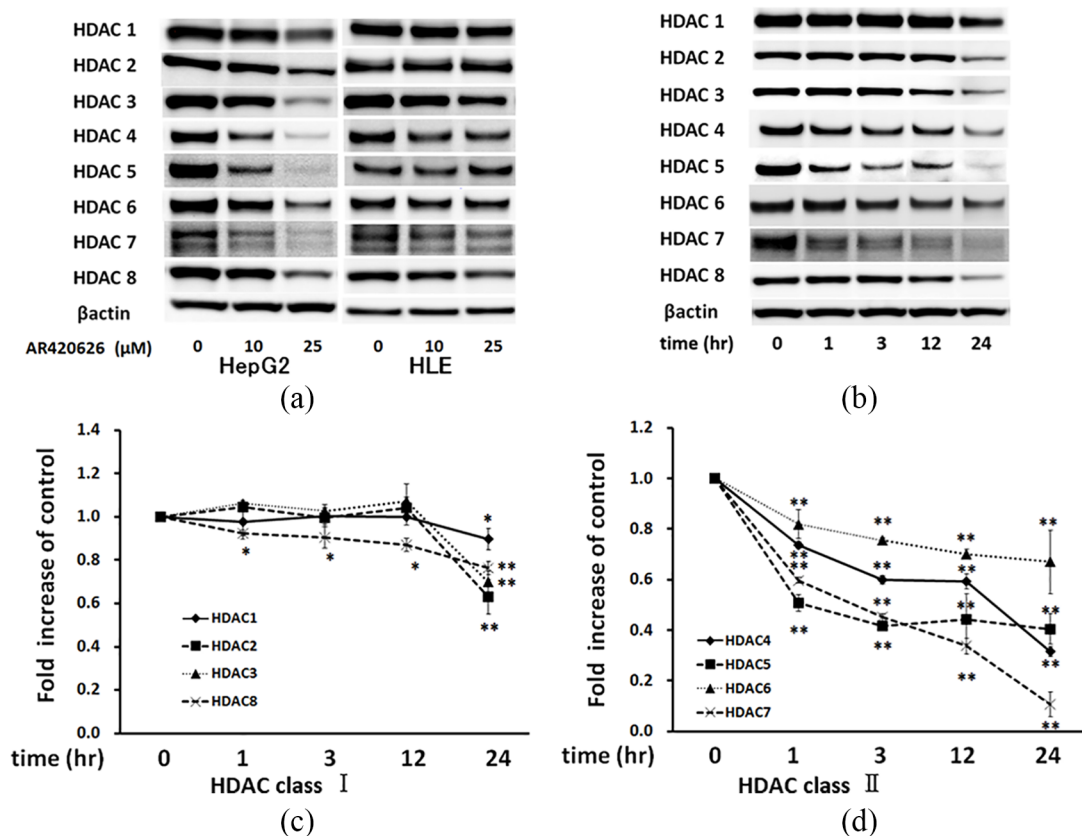 HDAC 1
HDAC 2
HDAC 3
HDAC 4
HDAC 5
HDAC 6
HDAC 7
HDAC 8
βactin
AR420626 (μM) 0 10 25 0 10 25
HepG2 HLE
(a)
HDAC 1
HDAC 2
HDAC 3
HDAC 4
HDAC 5
HDAC 6
HDAC 7
HDAC 8
βactin
time (hr) 0 1 3 12 24
(b)
Fold increase of control
1.4
1.2
1.0
0.8
0.6
0.4
0.2
0.0
*
*
*
*
**
**
**
HDAC1
HDAC2
HDAC3
HDAC8
time (hr) 0 1 3 12 24
HDAC class Ⅰ
(c)
Fold increase of control
1.2
1.0
0.8
0.6
0.4
0.2
0.0
** ** ** **
** ** **
** ** ** **
** ** ** **
**
HDAC4
HDAC5
HDAC6
HDAC7
time (hr) 0 1 3 12 24
HDAC class Ⅱ
(d)